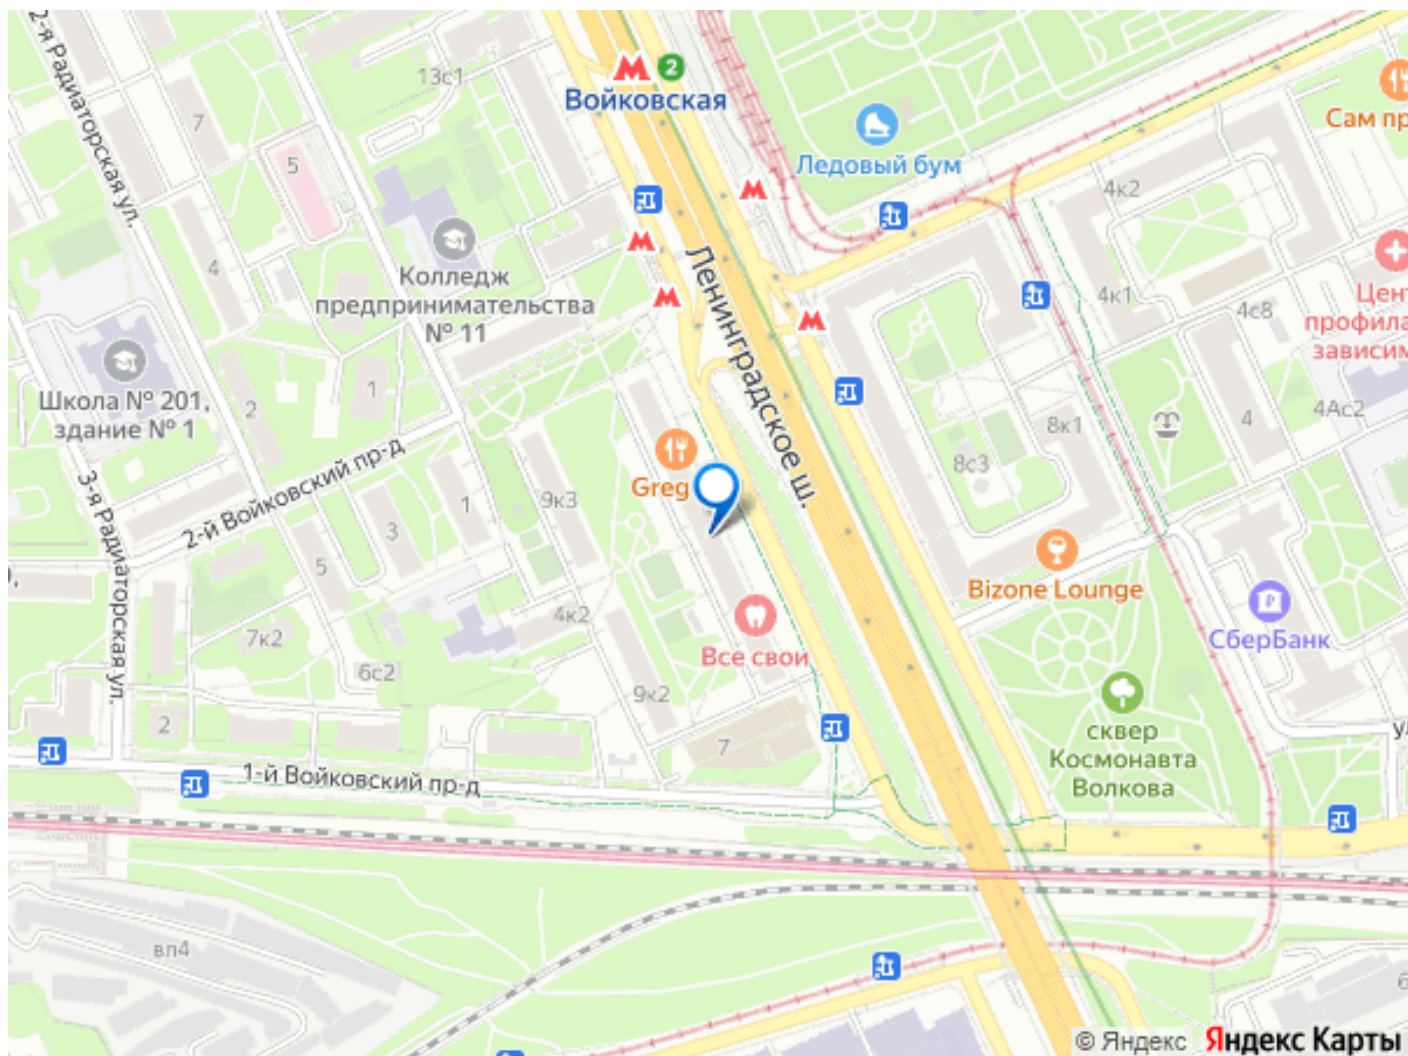 2-я Радиаторская ул.
13с1
2
Войковская
Сам пр
7
5
Ледовый бум
4к2
4
Колледж
предпринимательства
№ 11
Ленинградское ш.
4к1
4с8
Цен
профила
зависим
Школа № 201,
здание № 1
2
1
8к1
4
4Ас2
3-я Радиаторская ул.
2-й Войковский пр-д
Greg
8с3
9к3
1
3
5
Bizone Lounge
СберБанк
7к2
4к2
Все свои
6с2
9к2
2
7
сквер
Космонавта
Волкова
1-й Войковский пр-д
вл4
6
© Яндекс Яндекс Карты